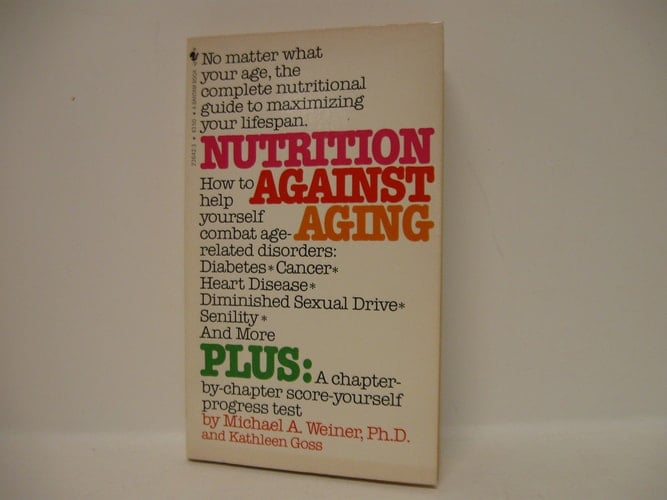 No matter what
your age, the
complete nutritional
guide to maximizing
your lifespan.
NUTRITION
AGAINST
AGING
How to
help
yourself
combat age-
related disorders:
Diabetes*Cancer*
Heart Disease*
Diminished Sexual Drive*
Senility*
And More
PLUS: A chapter-
by-chapter score-yourself
progress test
by Michael A. Weiner, Ph.D.
and Kathleen Goss
A BANTAM BOOK